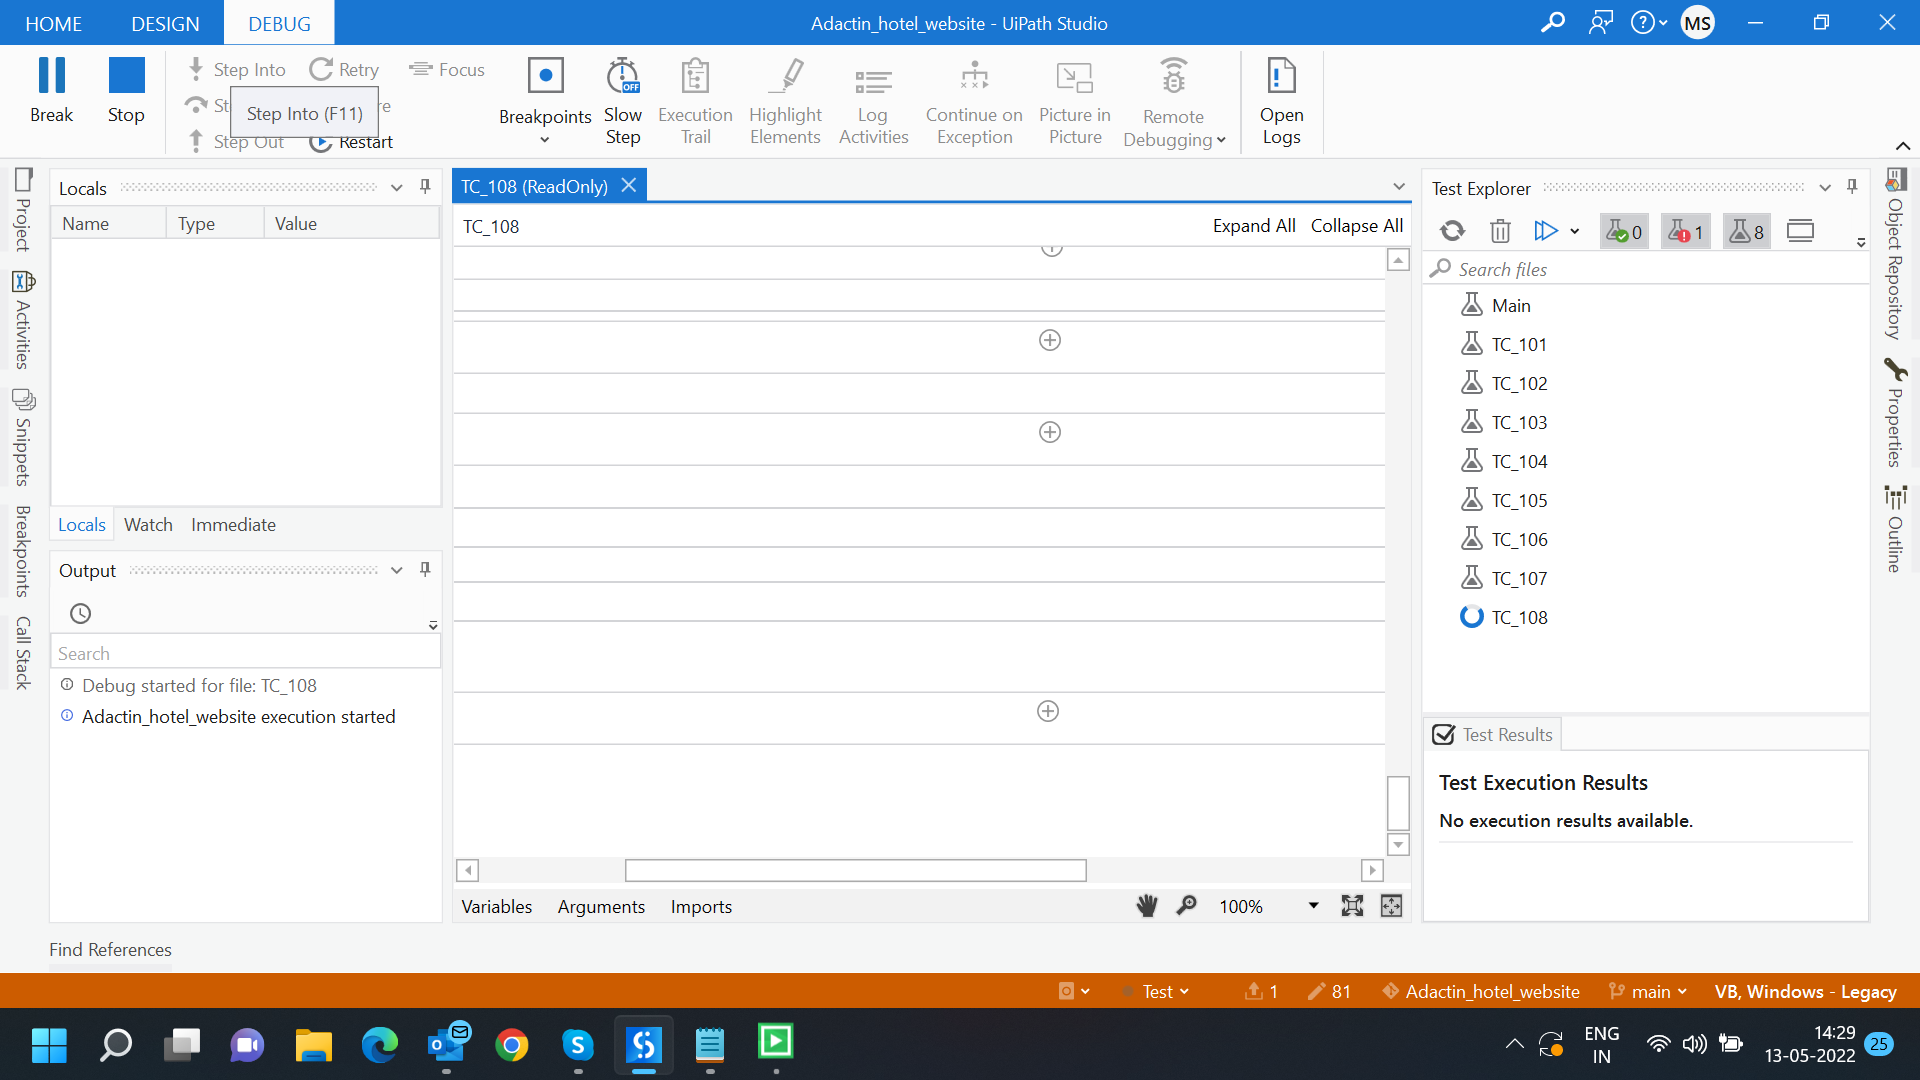 HOME DESIGN DEBUG
Adactin_hotel_website - UiPath Studio
MS
Break
Stop
Step Into
Retry
Focus
St
re
Step Into (F11)
Step Out
Restart
Breakpoints
Slow
Step
OFF
Execution
Trail
Highlight
Elements
Log
Activities
Continue on
Exception
Picture in
Picture
Remote
Debugging
Open
Logs
Project
Activities
Snippets
Breakpoints
Call Stack
Locals
Name Type Value
Locals Watch Immediate
Output
Search
Debug started for file: TC_108
Adactin_hotel_website execution started
Find References
TC_108 (ReadOnly)
TC_108
Expand All Collapse All
Variables Arguments Imports
100%
Test Explorer
0 1 8
Search files
Main
TC_101
TC_102
TC_103
TC_104
TC_105
TC_106
TC_107
TC_108
Test Results
Test Execution Results
No execution results available.
Object Repository
Properties
Outline
Test 1 81 Adactin_hotel_website main VB, Windows - Legacy
ENG
IN
14:29
13-05-2022
25